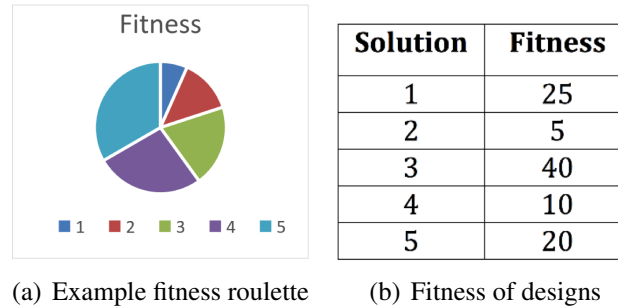 Fitness
1 2 3 4 5
Solution Fitness
1 25
2 5
3 40
4 10
5 20
(a) Example fitness roulette
(b) Fitness of designs